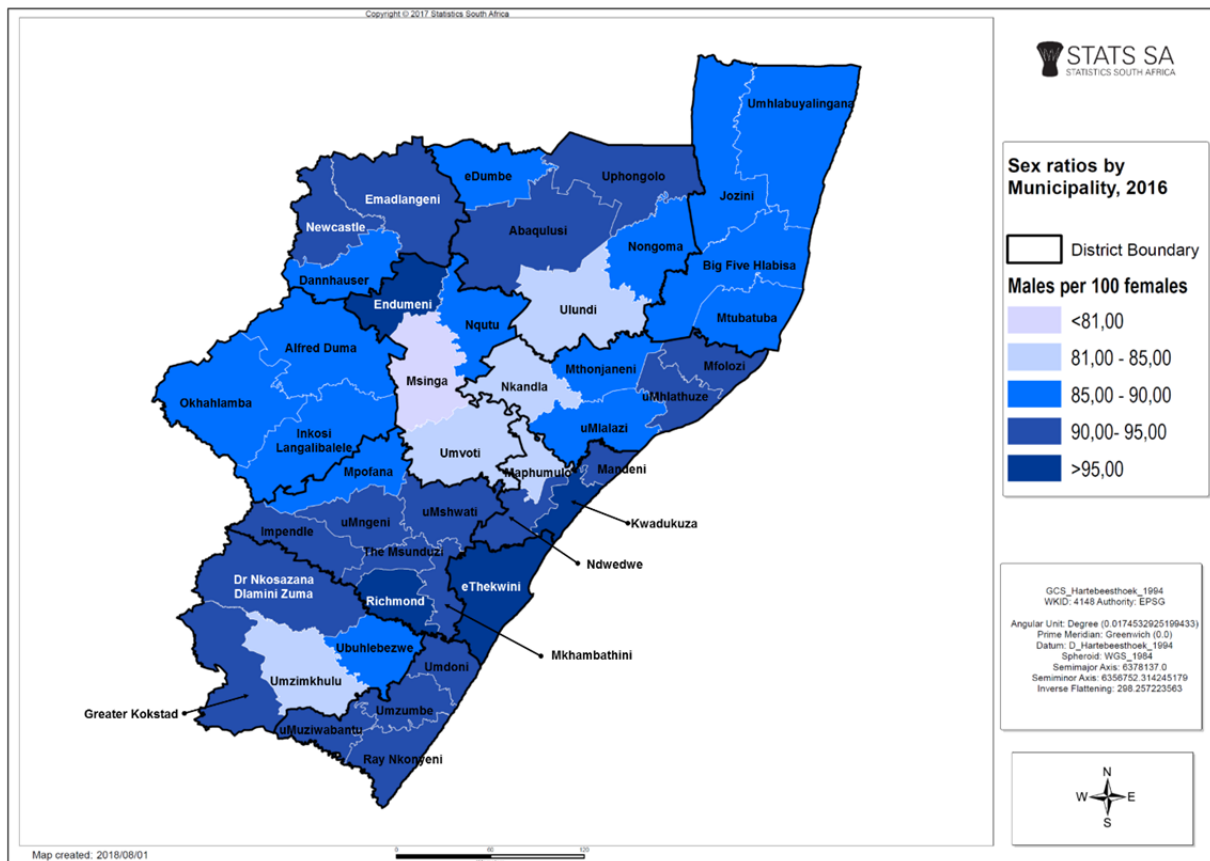 Copyright © 2017 Statistics South Africa
STATS SA
STATISTICS SOUTH AFRICA
Sex ratios by
Municipality, 2016
District Boundary
Males per 100 females
<81,00
81,00 - 85,00
85,00 - 90,00
90,00- 95,00
>95,00
GCS_Hartebeesthoek_1994
WKID: 4148 Authority: EPSG
Angular Unit: Degree (0.0174532925199433)
Prime Meridian: Greenwich (0.0)
Datum: D_Hartebeesthoek_1994
Spheroid: WGS_1984
Semimajor Axis: 6378137.0
Semiminor Axis: 6356752.314245179
Inverse Flattening: 298.257223563
N
W
E
S
Umhlabuyalingana
eDumbe
Uphongolo
Emadlangeni
Jozini
Newcastle
Abaqulusi
Nongoma
Big Five Hlabisa
Dannhauser
Endumeni
Ulundi
Mtubatuba
Nqutu
Alfred Duma
Mfolozi
Mthonjaneni
Msinga
Nkandla
uMhlathuze
Okhahlamba
uMlalazi
Inkosi
Langalibalele
Umvoti
Mpofana
Maphumulo
Mandeni
uMshwati
Kwadukuza
uMngeni
Impendle
The Msunduzi
Ndwedwe
Dr Nkosazana
Dlamini Zuma
eThekwini
Richmond
Ubuhlebezwe
Mkhambathini
Umdoni
Umzimkhulu
Umzumbe
Greater Kokstad
uMuziwabantu
Ray Nkonyeni
Map created: 2018/08/01
0
60
120